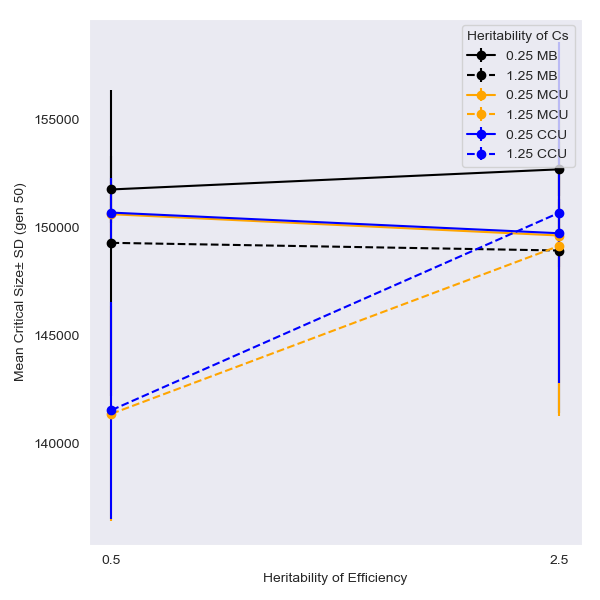 Heritability of Cs
0.25 MB
1.25 MB
0.25 MCU
1.25 MCU
0.25 CCU
1.25 CCU
155000
150000
145000
140000
Mean Critical Size± SD (gen 50)
0.5
2.5
Heritability of Efficiency